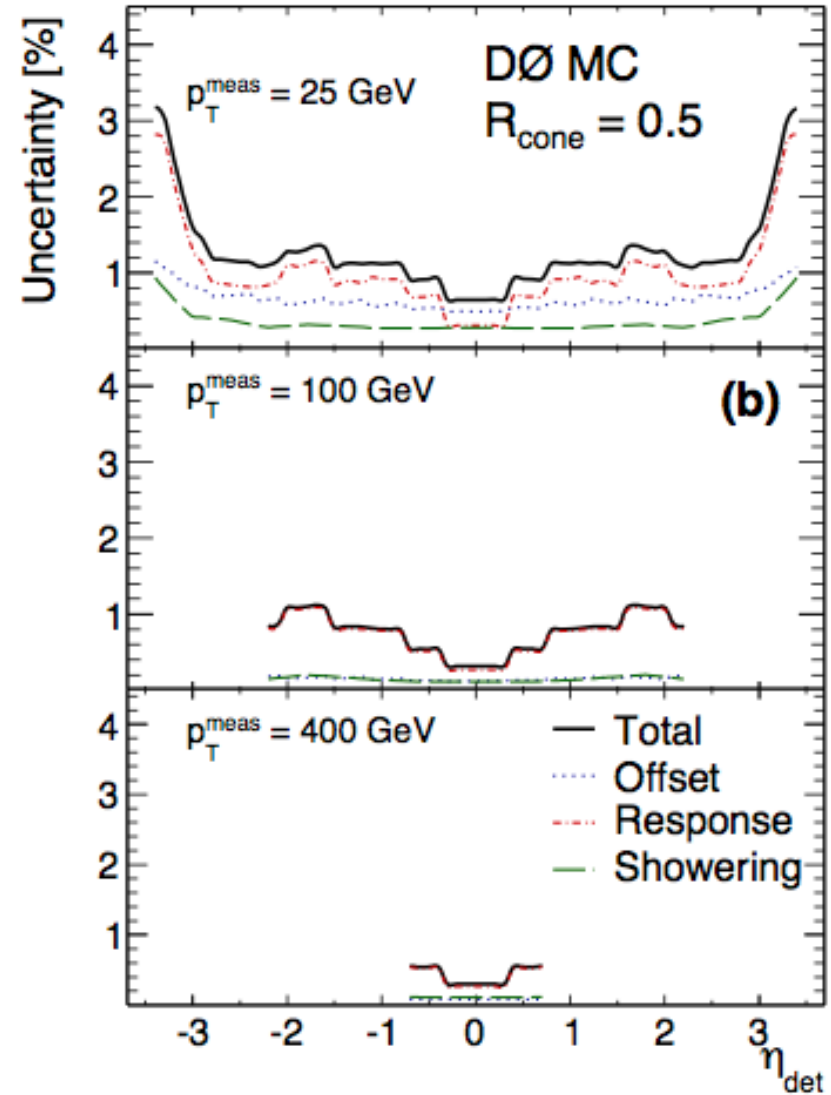 Uncertainty [%]
DØ MC
R_cone = 0.5
p_T^meas = 25 GeV
4
3
2
1
p_T^meas = 100 GeV
(b)
4
3
2
1
p_T^meas = 400 GeV
Total
Offset
Response
Showering
4
3
2
1
-3 -2 -1 0 1 2 3
η_det